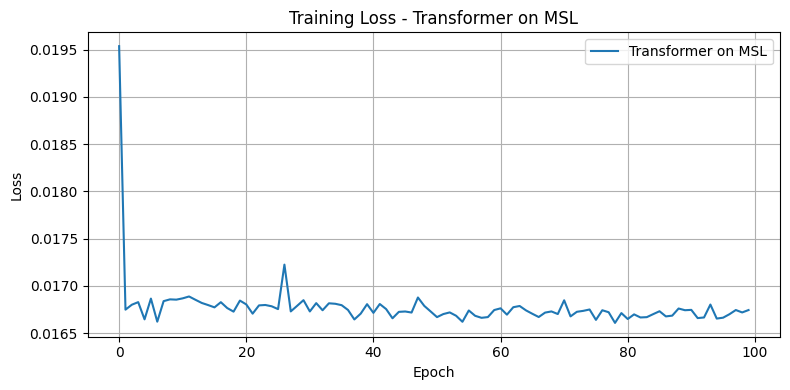 Training Loss - Transformer on MSL
Transformer on MSL
Loss
0.0195
0.0190
0.0185
0.0180
0.0175
0.0170
0.0165
0 20 40 60 80 100
Epoch